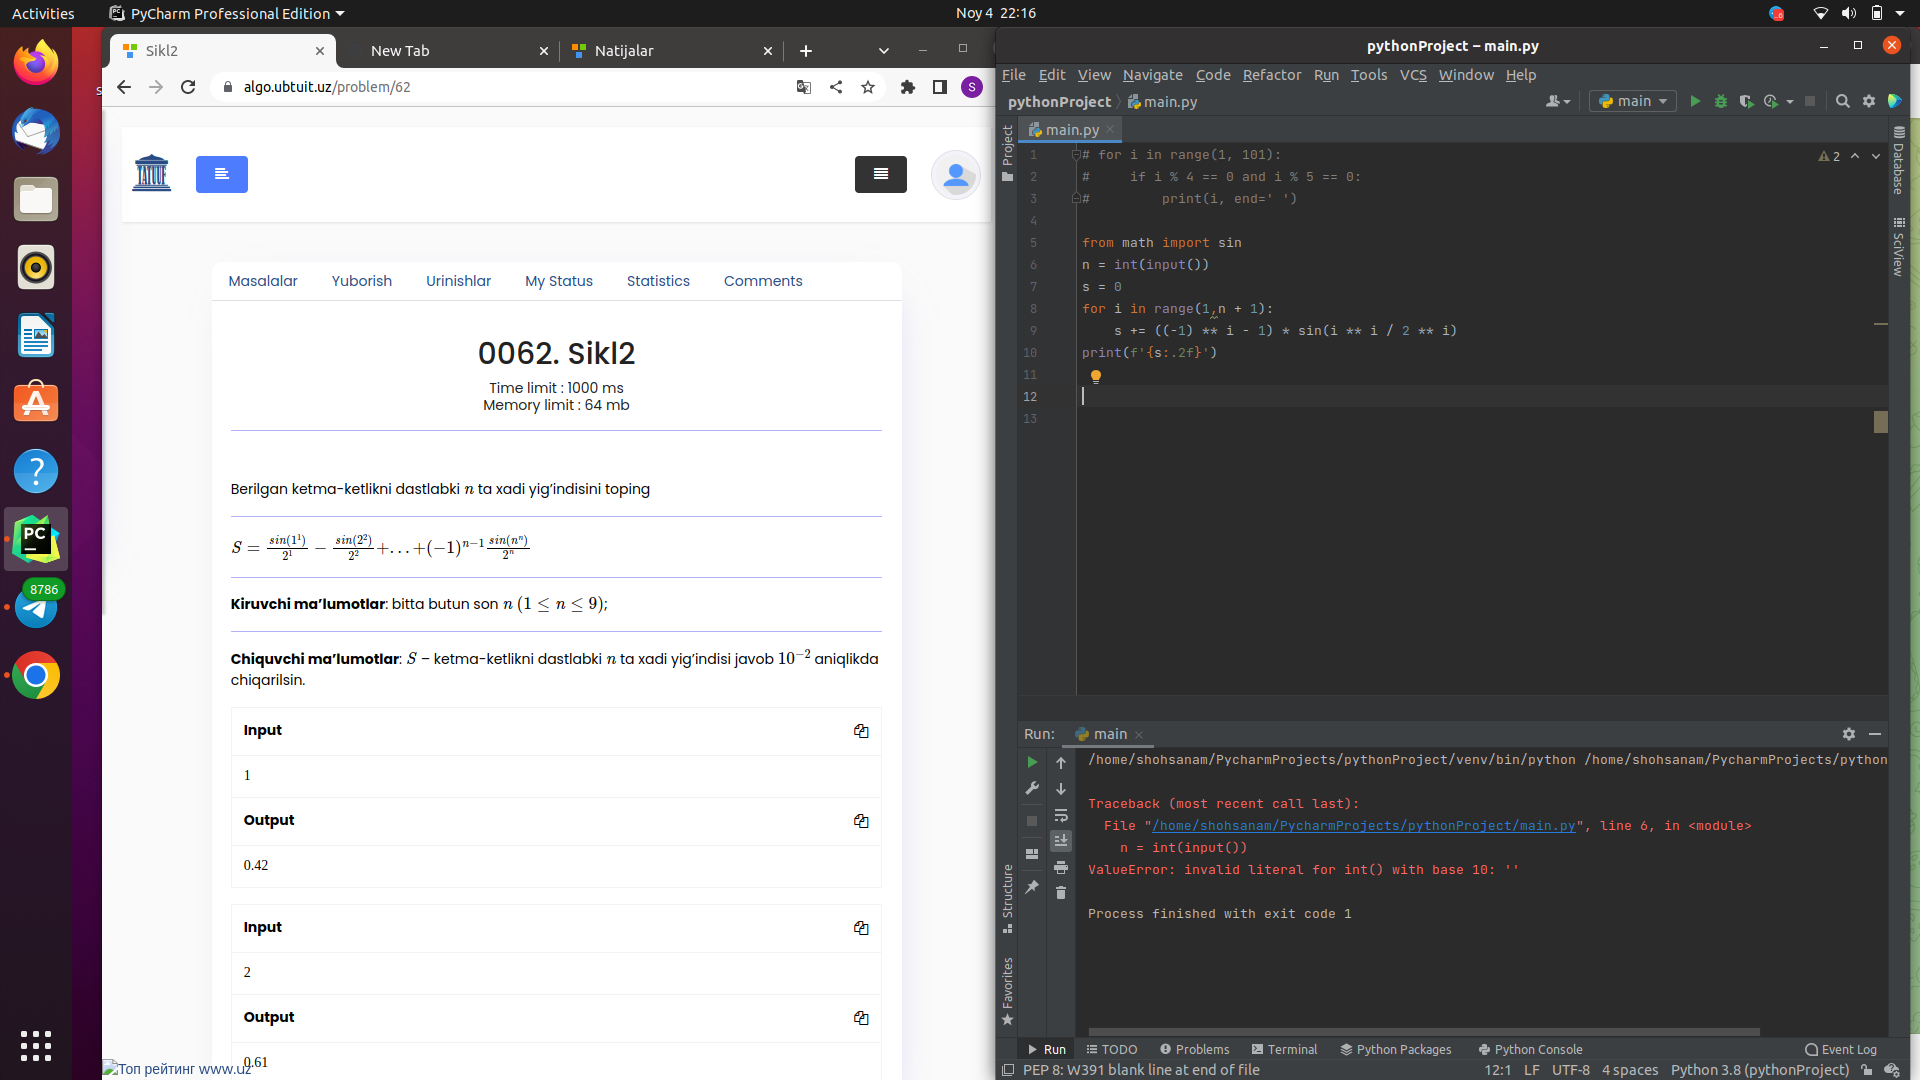 Activities
PyCharm Professional Edition
Noy 4 22:16
Sikl2
New Tab
Natijalar
algo.ubtuit.uz/problem/62
S
8786
Masalalar Yuborish Urinishlar My Status Statistics Comments
0062. Sikl2
Time limit : 1000 ms
Memory limit : 64 mb
Berilgan ketma-ketlikni dastlabki n ta xadi yig'indisini toping
S = sin(1^1)/2^1 − sin(2^2)/2^2 +...+(−1)^{n−1} sin(n^n)/2^n
Kiruvchi ma'lumotlar: bitta butun son n (1 ≤ n ≤ 9);
Chiquvchi ma'lumotlar: S – ketma-ketlikni dastlabki n ta xadi yig'indisi javob 10^{−2} aniqlikda
chiqarilsin.
Input
1
Output
0.42
Input
2
Output
0.61
Топ рейтинг www.uz
pythonProject – main.py
File Edit View Navigate Code Refactor Run Tools VCS Window Help
pythonProject main.py
main
main.py
Project
Database
SciView
2
1 # for i in range(1, 101):
2 #     if i % 4 == 0 and i % 5 == 0:
3 #         print(i, end=' ')
4
5 from math import sin
6 n = int(input())
7 s = 0
8 for i in range(1,n + 1):
9     s += ((-1) ** i - 1) * sin(i ** i / 2 ** i)
10 print(f'{s:.2f}')
11
12
13
Run: main
/home/shohsanam/PycharmProjects/pythonProject/venv/bin/python /home/shohsanam/PycharmProjects/python
Traceback (most recent call last):
  File "/home/shohsanam/PycharmProjects/pythonProject/main.py", line 6, in <module>
    n = int(input())
ValueError: invalid literal for int() with base 10: ''
Process finished with exit code 1
Structure
Favorites
Run TODO Problems Terminal Python Packages Python Console Event Log
PEP 8: W391 blank line at end of file
12:1 LF UTF-8 4 spaces Python 3.8 (pythonProject)